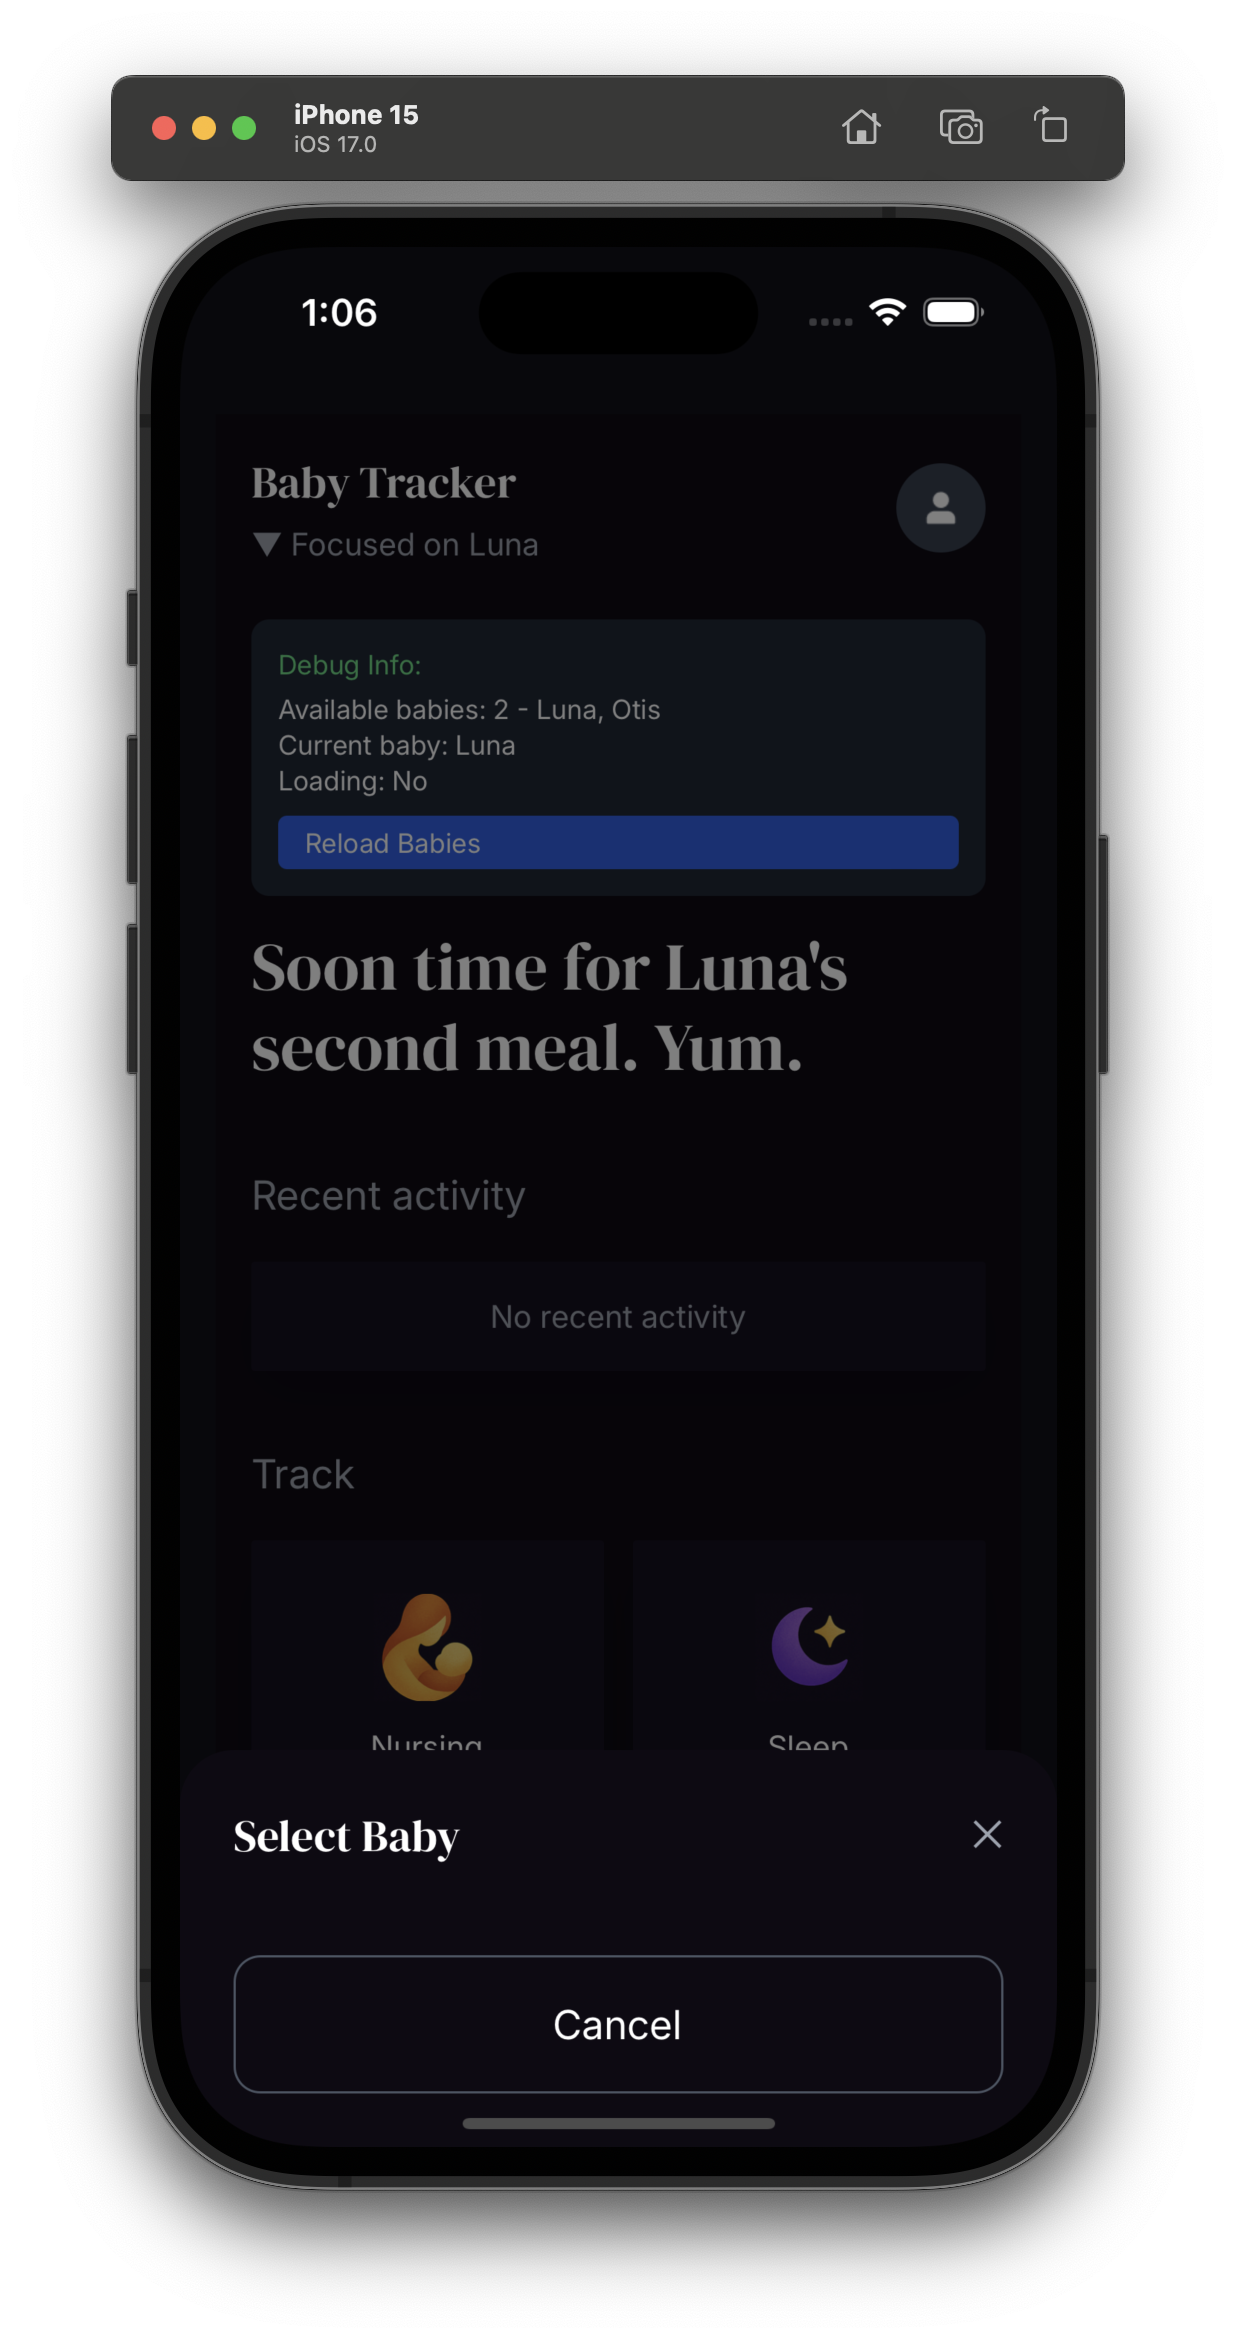 iPhone 15
iOS 17.0
1:06
Baby Tracker
▼ Focused on Luna
Debug Info:
Available babies: 2 - Luna, Otis
Current baby: Luna
Loading: No
Reload Babies
Soon time for Luna's
second meal. Yum.
Recent activity
No recent activity
Track
Nursing
Sleep
Select Baby
Cancel